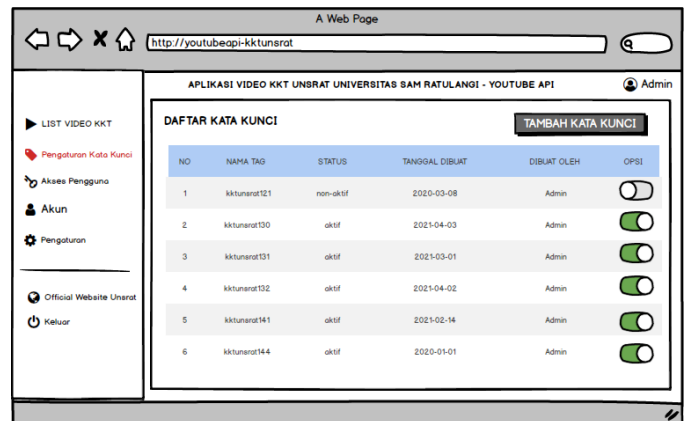 A Web Page
http://youtubeapi-kktunsrat
APLIKASI VIDEO KKT UNSRAT UNIVERSITAS SAM RATULANGI - YOUTUBE API
Admin
LIST VIDEO KKT
Pengaturan Kata Kunci
Akses Pengguna
Akun
Pengaturan
Official Website Unsrat
Keluar
DAFTAR KATA KUNCI
TAMBAH KATA KUNCI
NO NAMA TAG STATUS TANGGAL DIBUAT DIBUAT OLEH OPSI
1 kktunsrat121 non-aktif 2020-03-08 Admin
2 kktunsrat130 aktif 2021-04-03 Admin
3 kktunsrat131 aktif 2021-03-01 Admin
4 kktunsrat132 aktif 2021-04-02 Admin
5 kktunsrat141 aktif 2021-02-14 Admin
6 kktunsrat144 aktif 2020-01-01 Admin